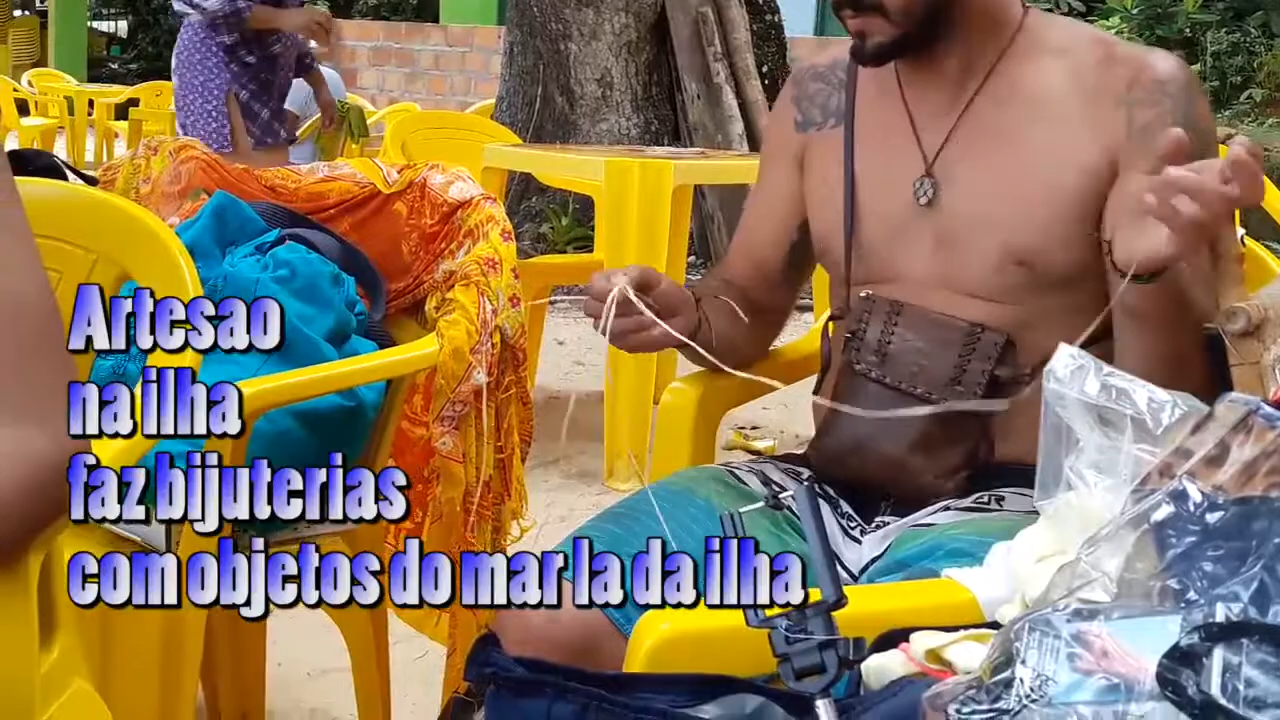 Artesao
na ilha
faz bijuterias
com objetos do mar la da ilha